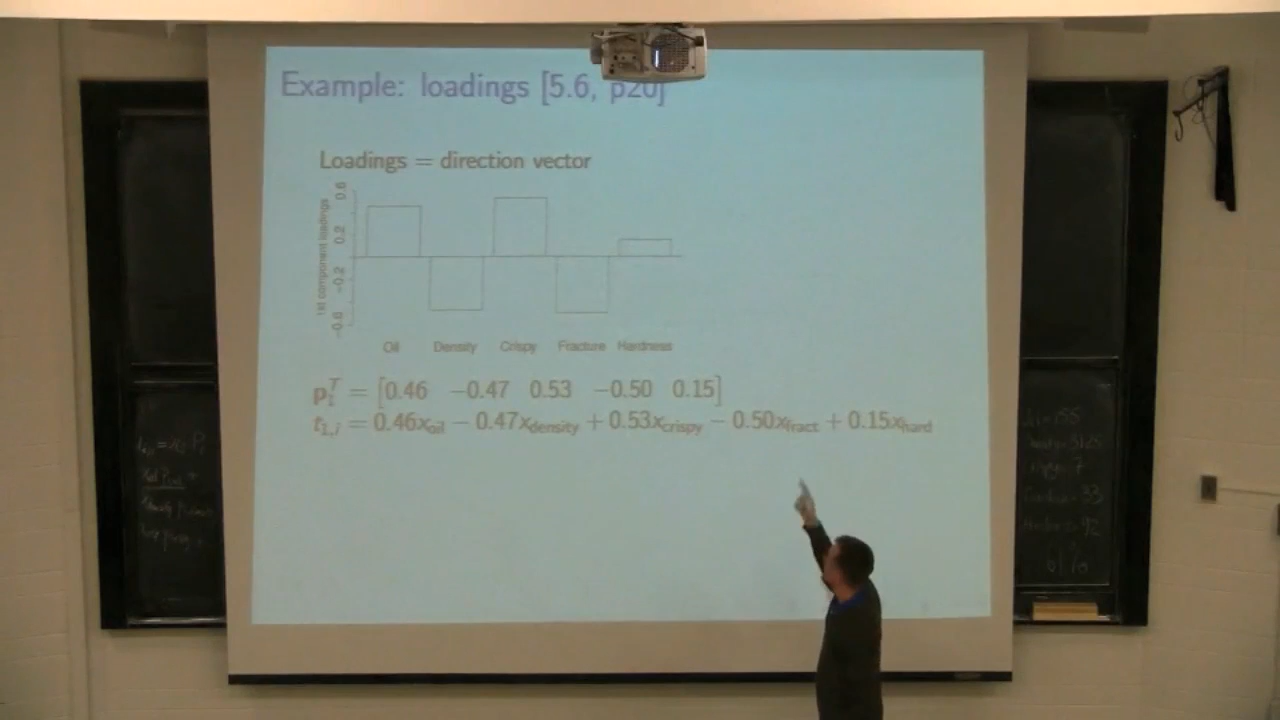 Example: loadings [5.6, p20]
Loadings = direction vector
1st component loadings
0.6
0.2
-0.2
-0.6
Oil Density Crispy Fracture Hardness
p₁ᵀ = [0.46 −0.47 0.53 −0.50 0.15]
t₁,ᵢ = 0.46x_oil − 0.47x_density + 0.53x_crispy − 0.50x_fract + 0.15x_hard